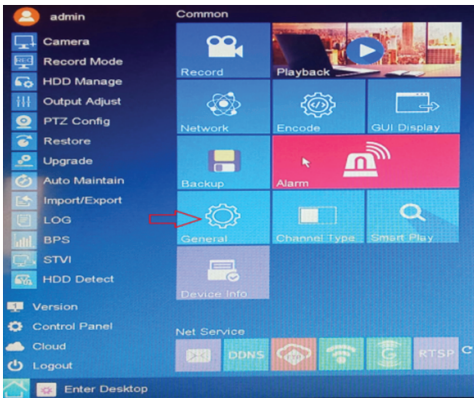 admin
Camera
Record Mode
HDD Manage
Output Adjust
PTZ Config
Restore
Upgrade
Auto Maintain
Import/Export
LOG
BPS
STVI
HDD Detect
Version
Control Panel
Cloud
Logout
Enter Desktop
Common
Record
Playback
Network
Encode
GUI Display
Backup
Alarm
General
Channel Type
Smart Play
Device Info
Net Service
DDNS
RTSP
C